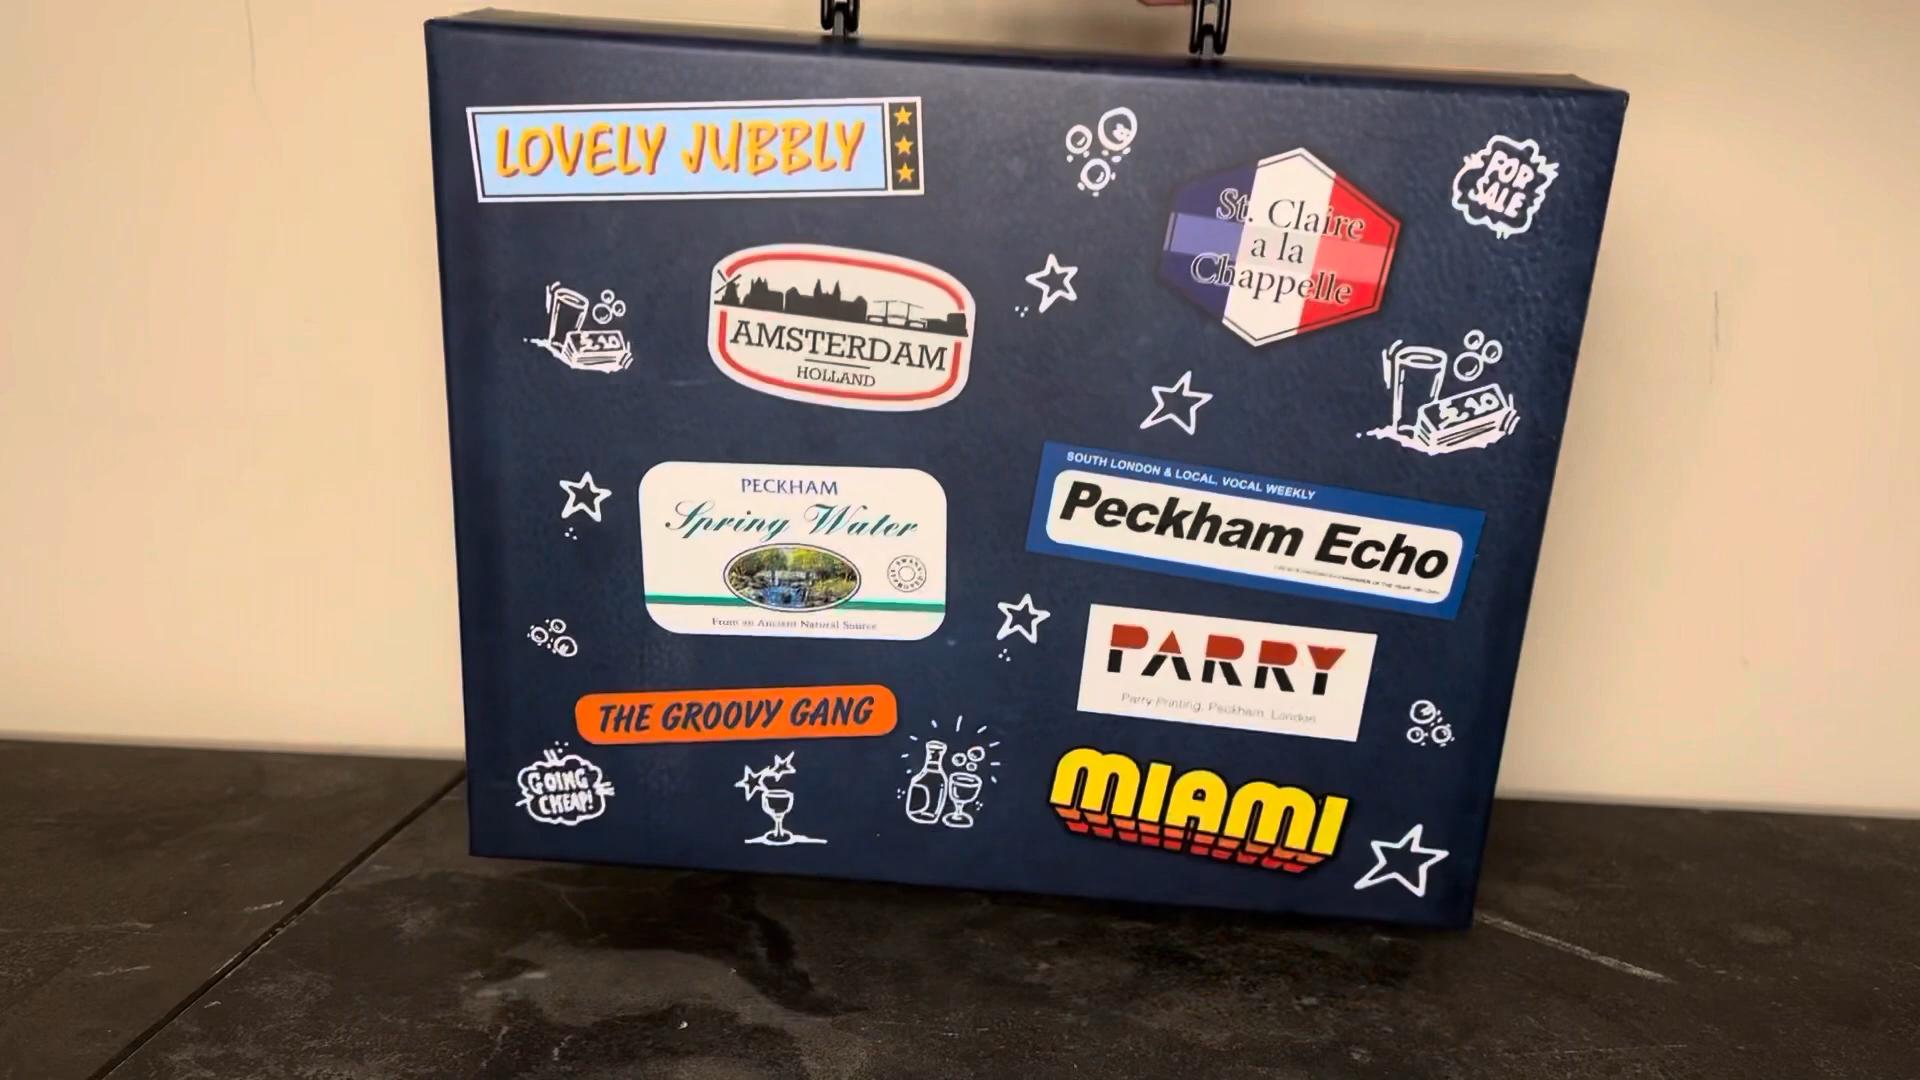 LOVELY JUBBLY
St. Claire
a la
Chappelle
FOR
SALE
AMSTERDAM
HOLLAND
PECKHAM
Spring Water
From an Ancient Natural Source
SOUTH LONDON & LOCAL, VOCAL WEEKLY
Peckham Echo
PARRY
Parry Printing, Peckham, London
THE GROOVY GANG
GOING
CHEAP!
MIAMI